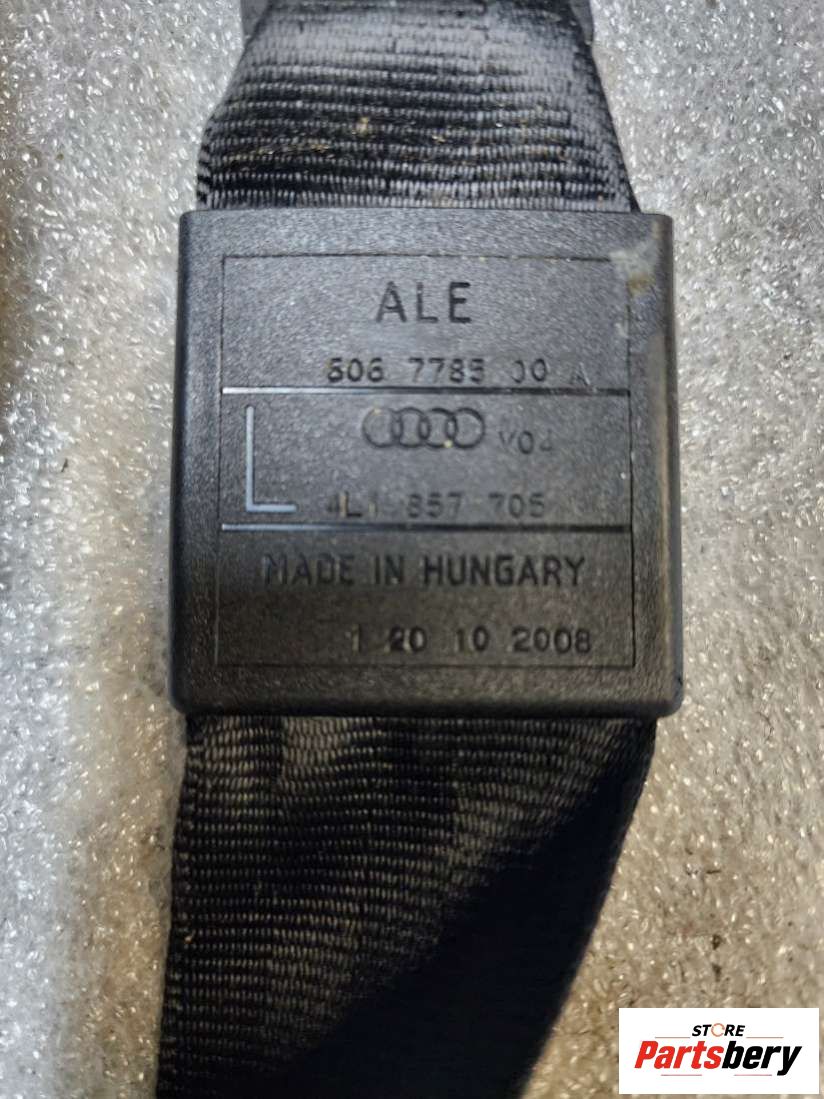 ALE
606 7785 00 A
V04
L
4L1 857 705
MADE IN HUNGARY
1 20 10 2008
STORE
Partsbery